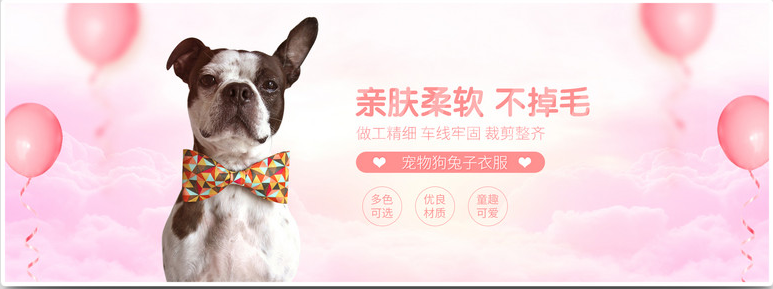 亲肤柔软 不掉毛
做工精细 车线牢固 裁剪整齐
宠物狗兔子衣服
多色
可选
优良
材质
童趣
可爱